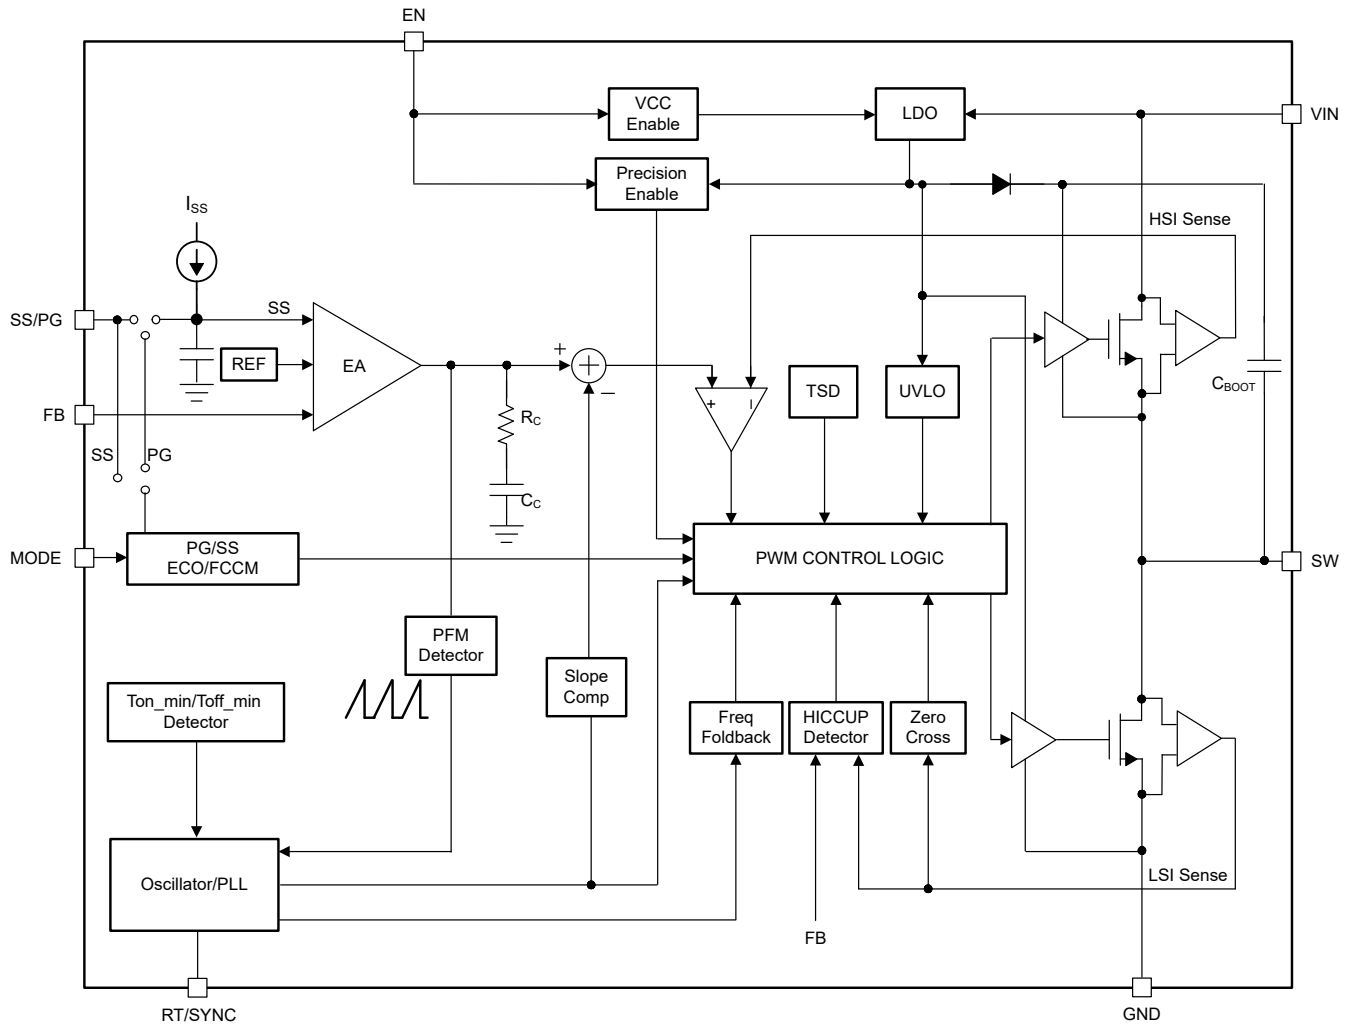 EN
VCC
Enable
LDO
VIN
Precision
Enable
ISS
HSI Sense
SS/PG
SS
REF
EA
+
+
−
+
−
TSD
UVLO
CBOOT
FB
RC
SS
PG
CC
MODE
PG/SS
ECO/FCCM
PWM CONTROL LOGIC
SW
PFM
Detector
Slope
Comp
Ton_min/Toff_min
Detector
Freq
Foldback
HICCUP
Detector
Zero
Cross
Oscillator/PLL
LSI Sense
FB
RT/SYNC
GND